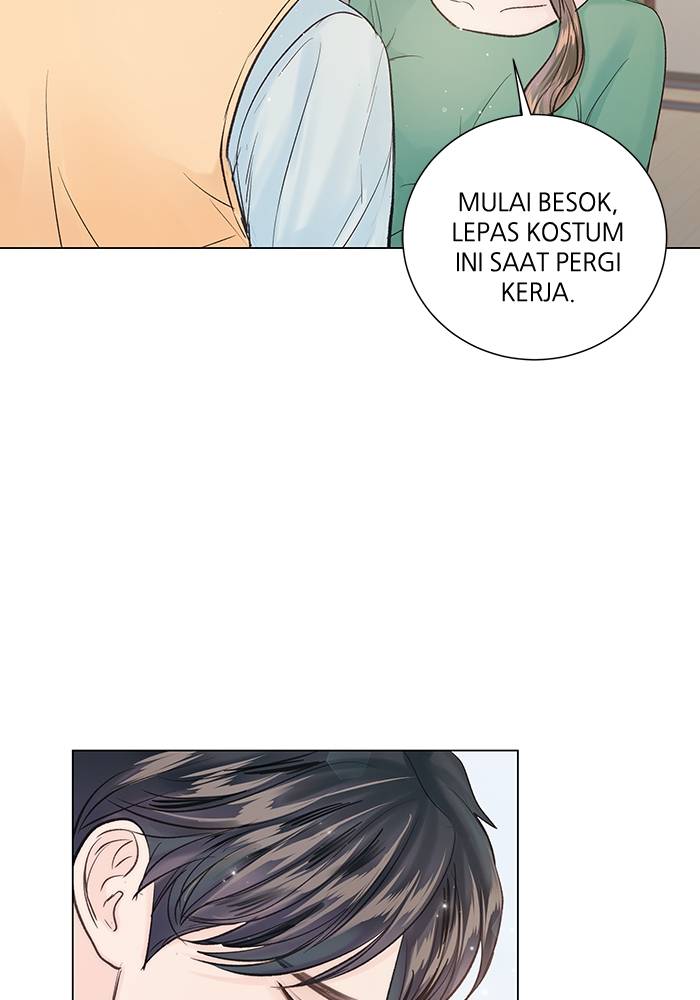 MULAI BESOK,
LEPAS KOSTUM
INI SAAT PERGI
KERJA.